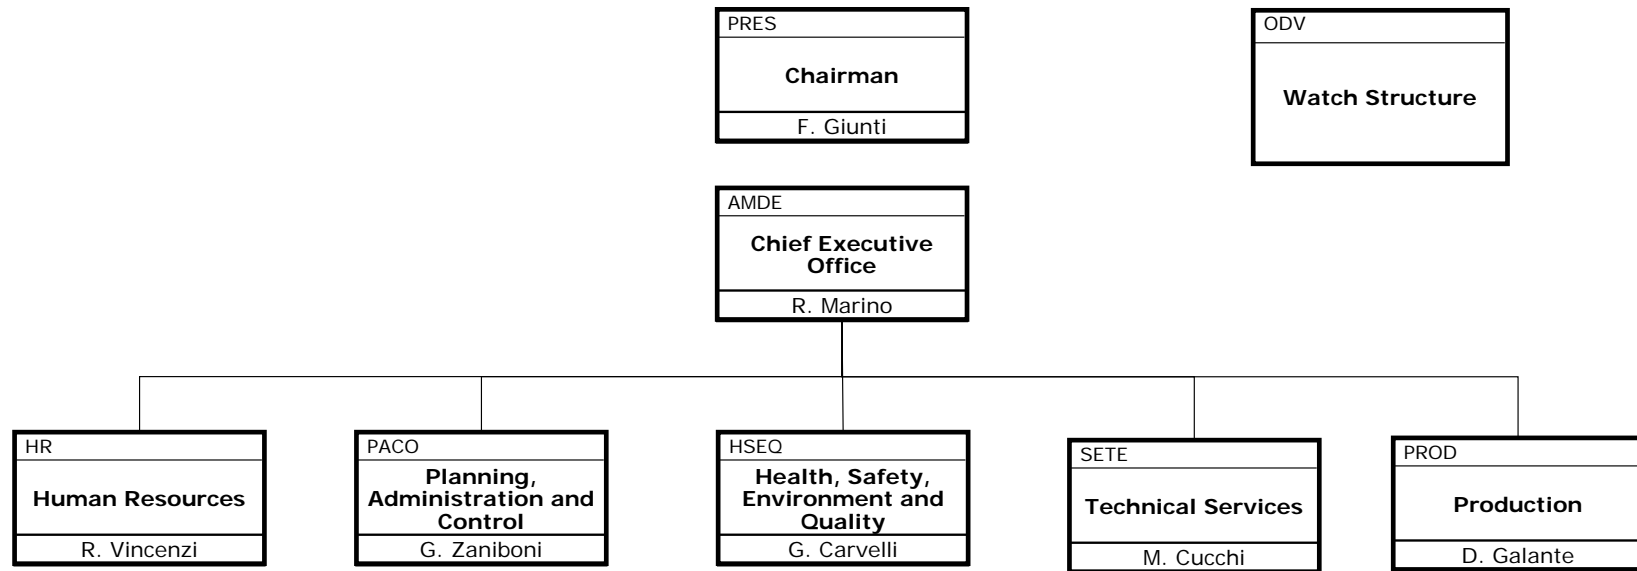 PRES
Chairman
F. Giunti
ODV
Watch Structure
AMDE
Chief Executive
Office
R. Marino
HR
Human Resources
R. Vincenzi
PACO
Planning,
Administration and
Control
G. Zaniboni
HSEQ
Health, Safety,
Environment and
Quality
G. Carvelli
SETE
Technical Services
M. Cucchi
PROD
Production
D. Galante